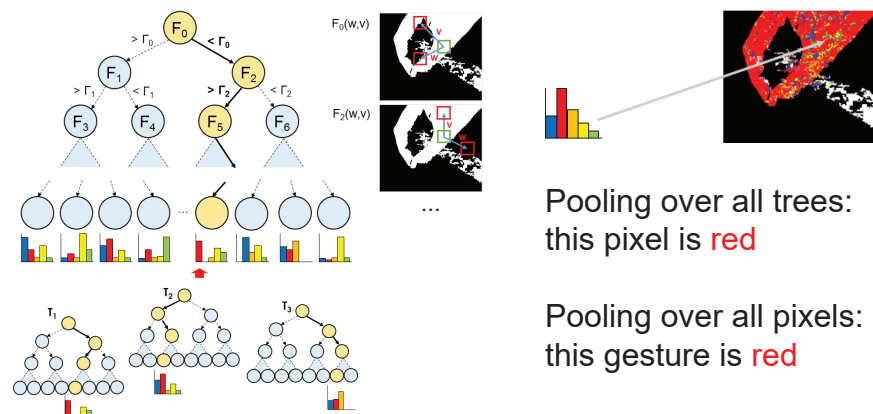 F₀
> Γ₀
< Γ₀
F₁
F₂
> Γ₁
< Γ₁
> Γ₂
< Γ₂
F₃
F₄
F₅
F₆
...
T₁
T₂
T₃
F₀(w,v)
v
w
F₂(w,v)
v
w
...
Pooling over all trees:
this pixel is red
Pooling over all pixels:
this gesture is red